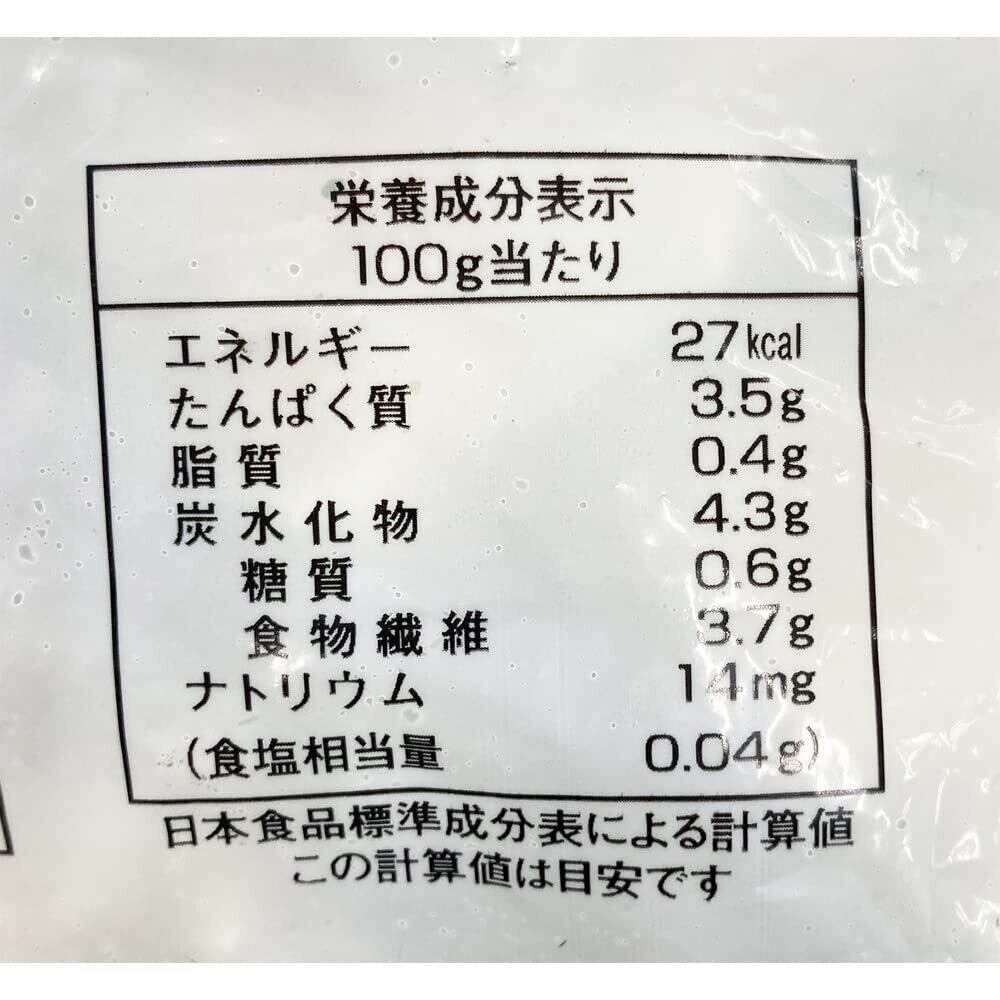 栄養成分表示
100g当たり
エネルギー 27kcal
たんぱく質 3.5g
脂質 0.4g
炭水化物 4.3g
糖質 0.6g
食物繊維 3.7g
ナトリウム 14mg
(食塩相当量 0.04g)
日本食品標準成分表による計算値
この計算値は目安です